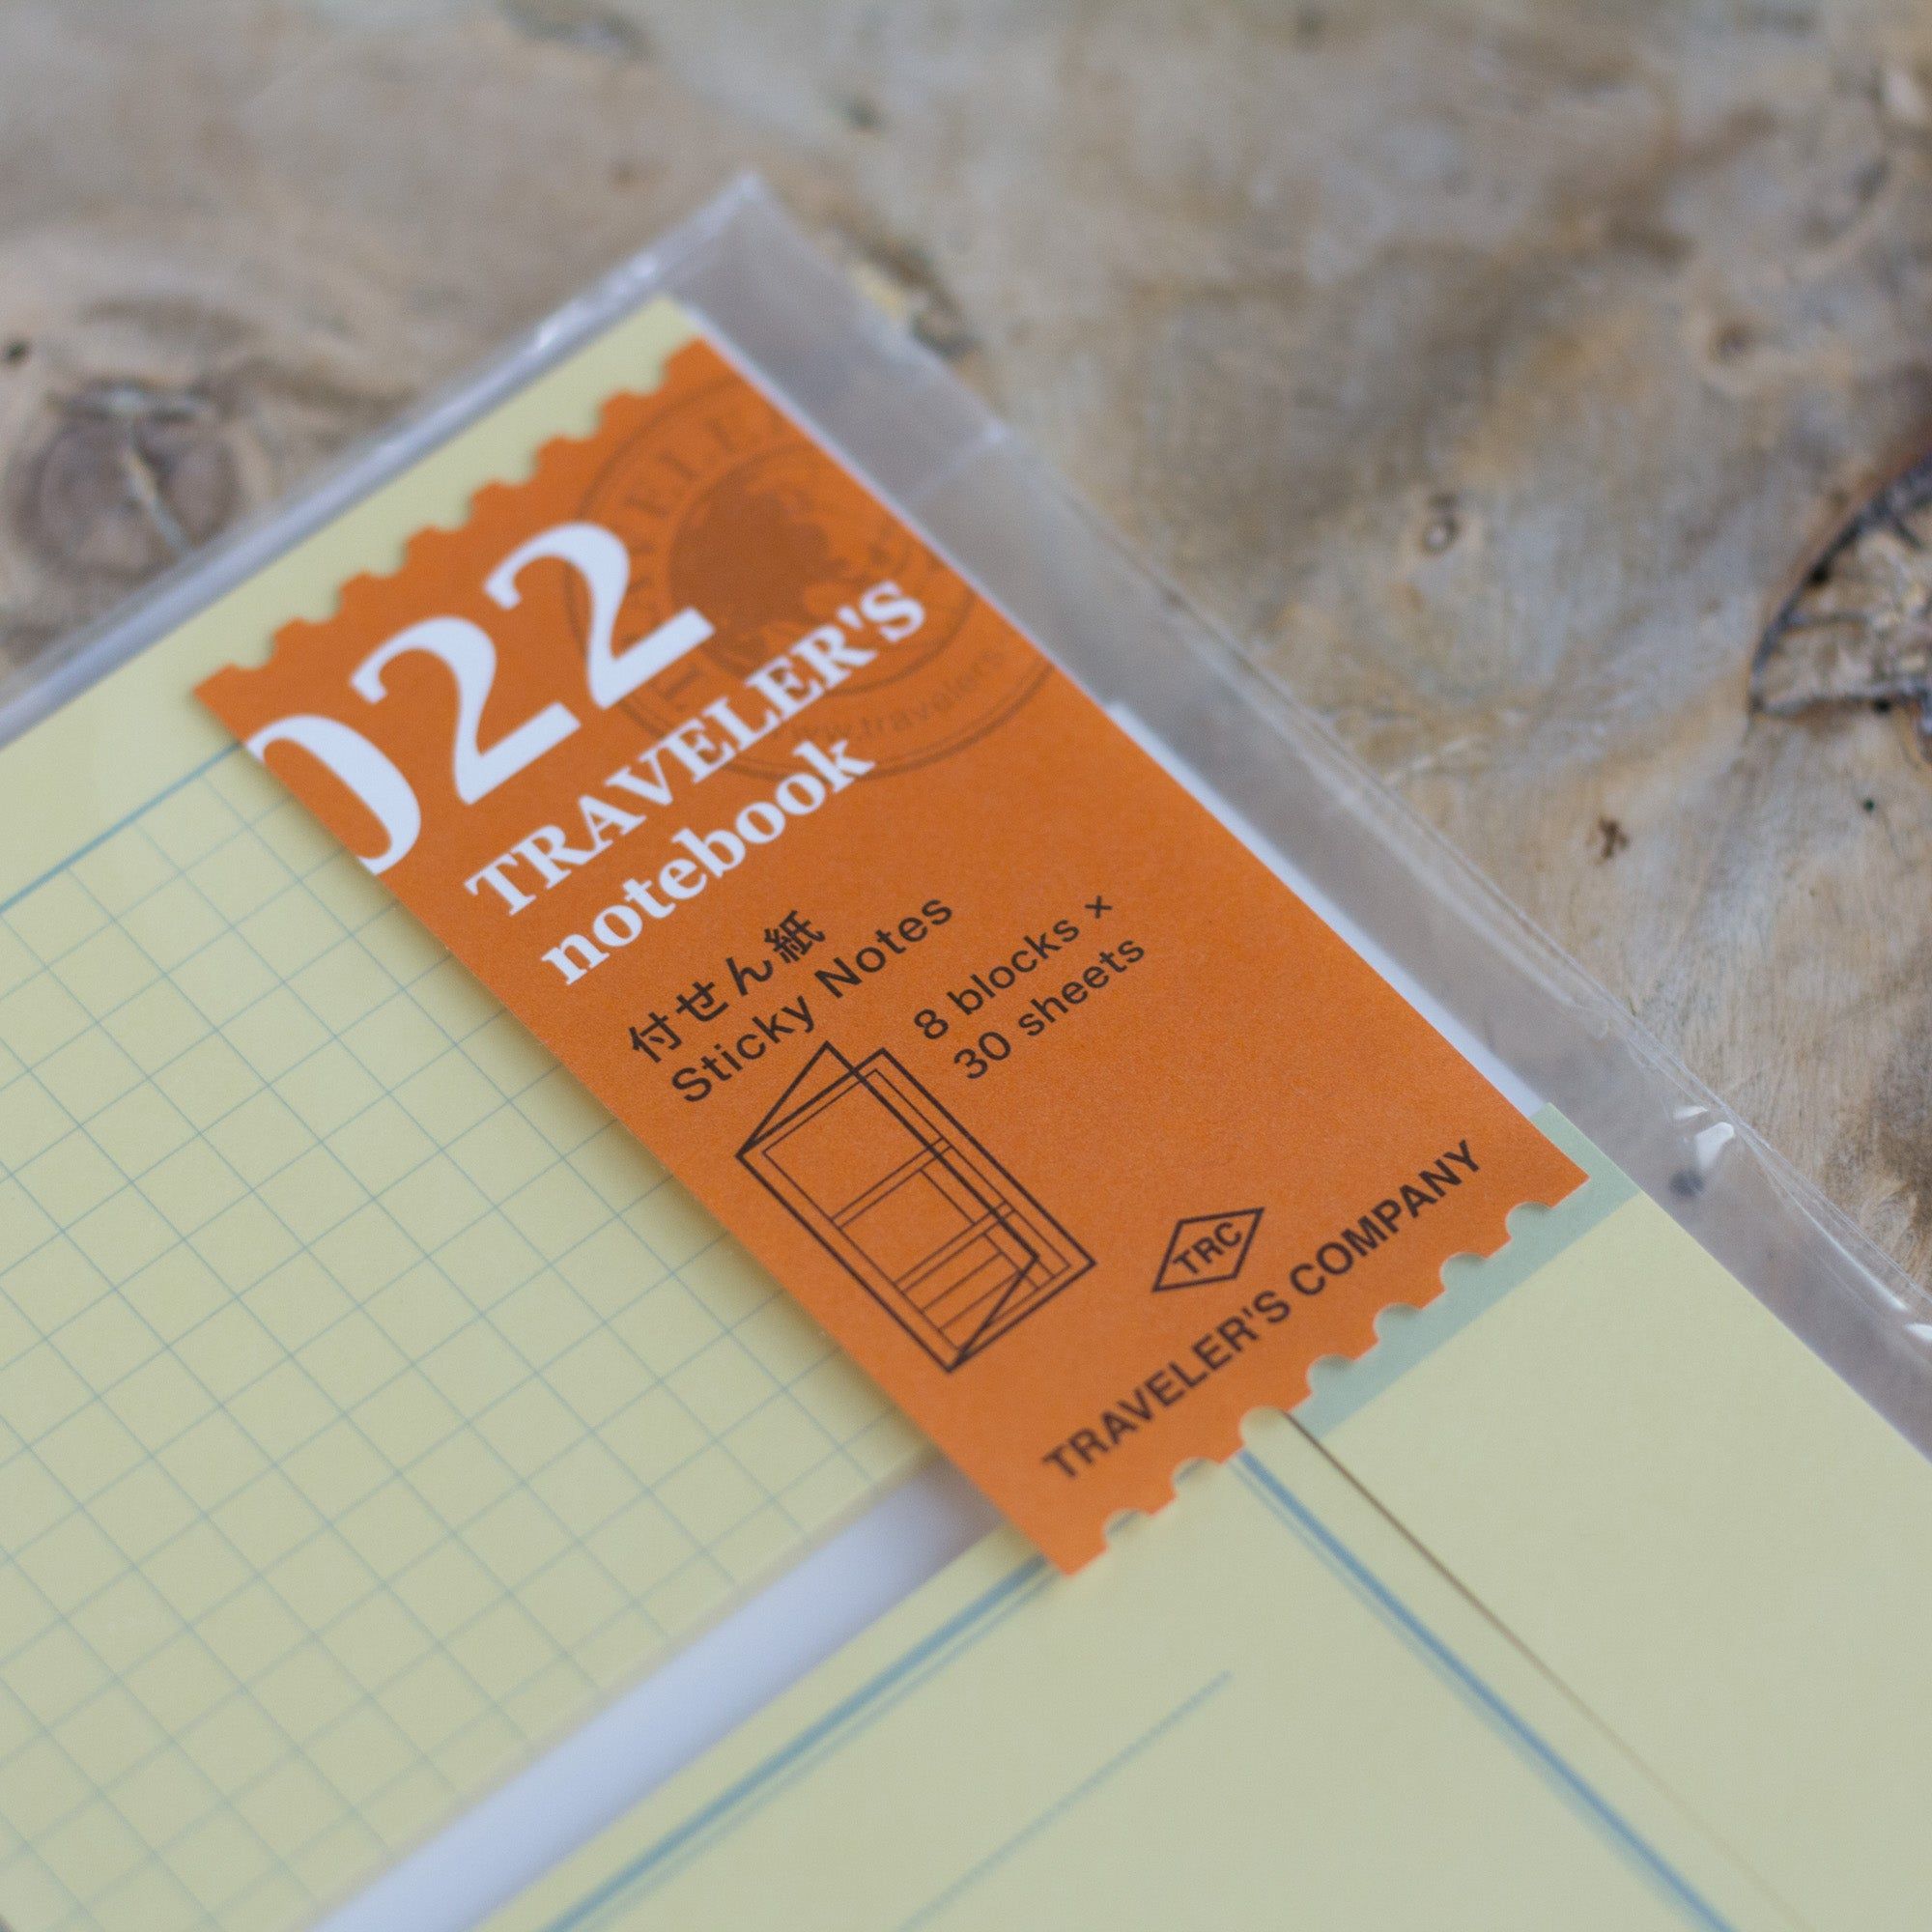 022
TRAVELER'S
notebook
付せん紙
Sticky Notes
8 blocks ×
30 sheets
TRC
TRAVELER'S COMPANY